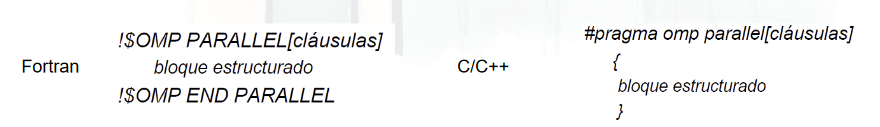 Fortran
!$OMP PARALLEL[cláusulas]
bloque estructurado
!$OMP END PARALLEL
C/C++
#pragma omp parallel[cláusulas]
{
bloque estructurado
}